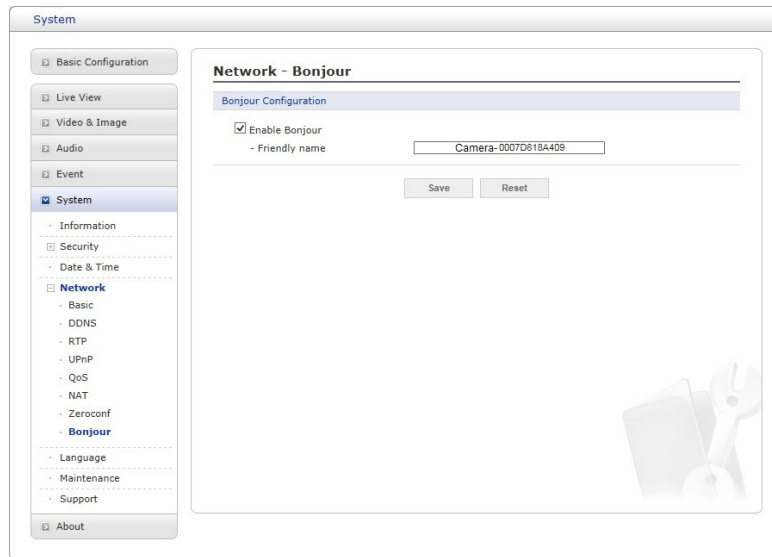 System
Basic Configuration
Live View
Video & Image
Audio
Event
System
Information
Security
Date & Time
Network
Basic
DDNS
RTP
UPnP
QoS
NAT
Zeroconf
Bonjour
Language
Maintenance
Support
About
Network - Bonjour
Bonjour Configuration
Enable Bonjour
- Friendly name Camera-0007D818A409
Save Reset